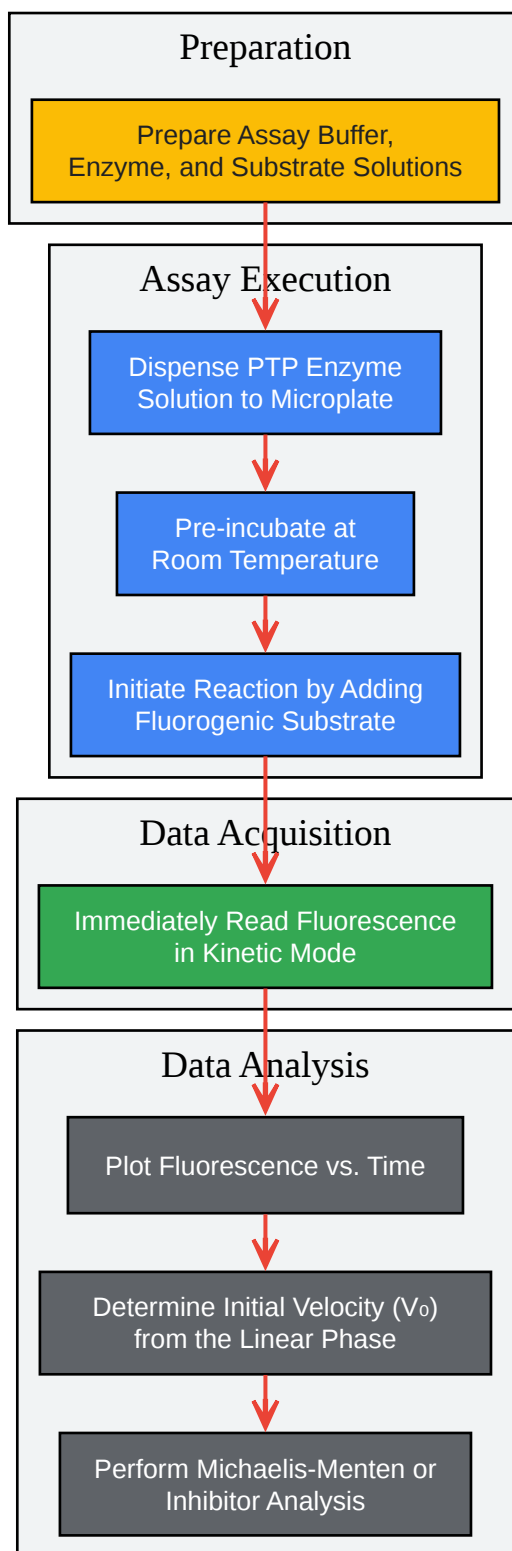 Preparation
Prepare Assay Buffer,
Enzyme, and Substrate Solutions
Assay Execution
Dispense PTP Enzyme
Solution to Microplate
Pre-incubate at
Room Temperature
Initiate Reaction by Adding
Fluorogenic Substrate
Data Acquisition
Immediately Read Fluorescence
in Kinetic Mode
Data Analysis
Plot Fluorescence vs. Time
Determine Initial Velocity (V₀)
from the Linear Phase
Perform Michaelis-Menten or
Inhibitor Analysis